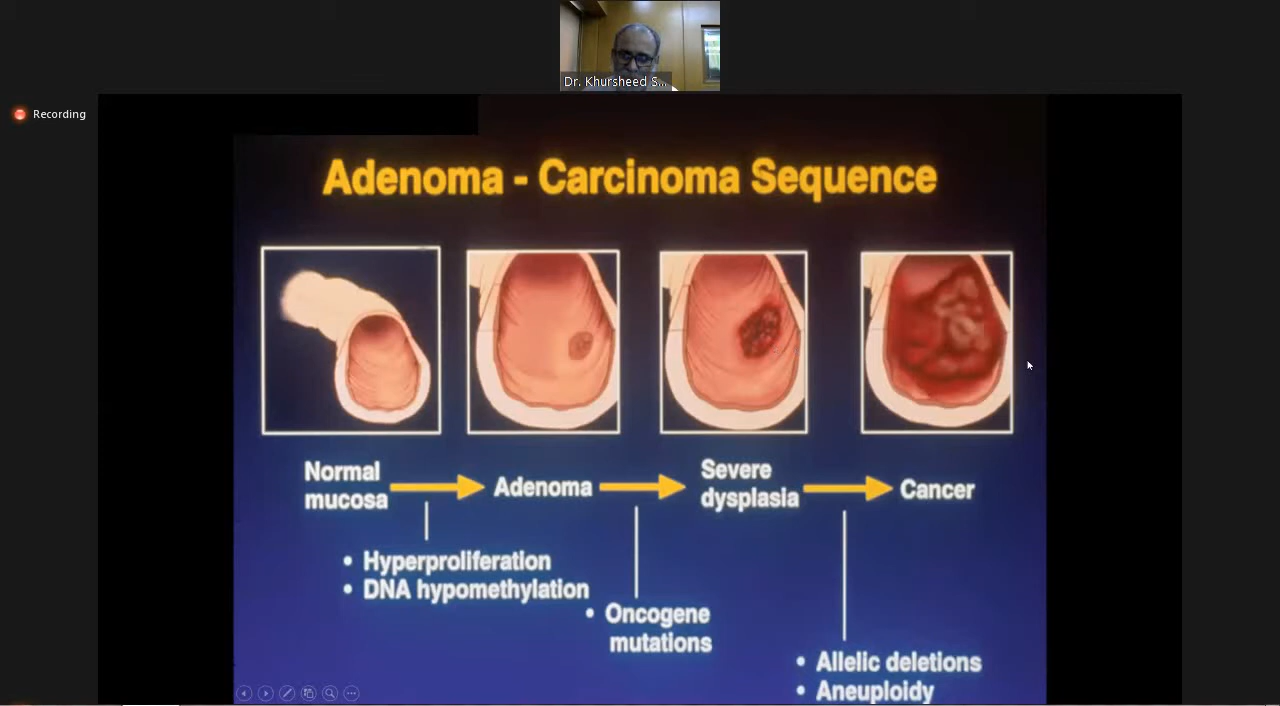 Dr. Khursheed S...
Recording
Adenoma - Carcinoma Sequence
Normal
mucosa
Adenoma
Severe
dysplasia
Cancer
• Hyperproliferation
• DNA hypomethylation
• Oncogene
mutations
• Allelic deletions
• Aneuploidy